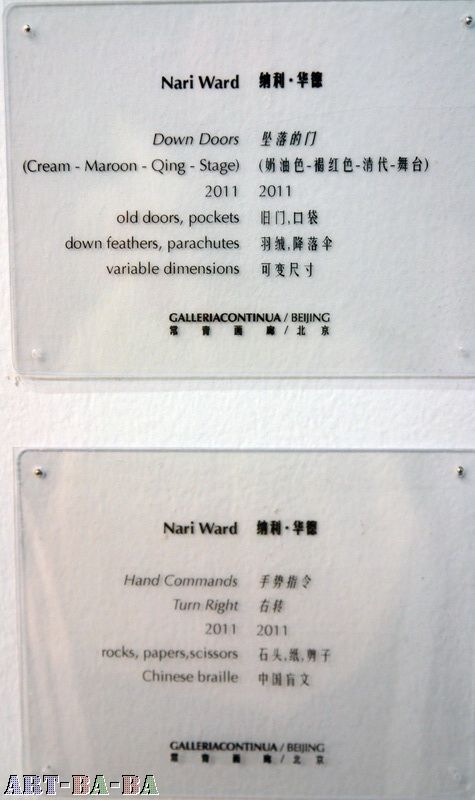 Nari Ward 纳利·华德
Down Doors 坠落的门
(Cream - Maroon - Qing - Stage) (奶油色-褐红色-清代-舞台)
2011 2011
old doors, pockets 旧门,口袋
down feathers, parachutes 羽绒,降落伞
variable dimensions 可变尺寸
GALLERIACONTINUA / BEIJING
常青画廊 / 北京
Nari Ward 纳利·华德
Hand Commands 手势指令
Turn Right 右转
2011 2011
rocks, papers,scissors 石头,纸,剪子
Chinese braille 中国盲文
GALLERIACONTINUA / BEIJING
常青画廊 / 北京
ART-BA-BA